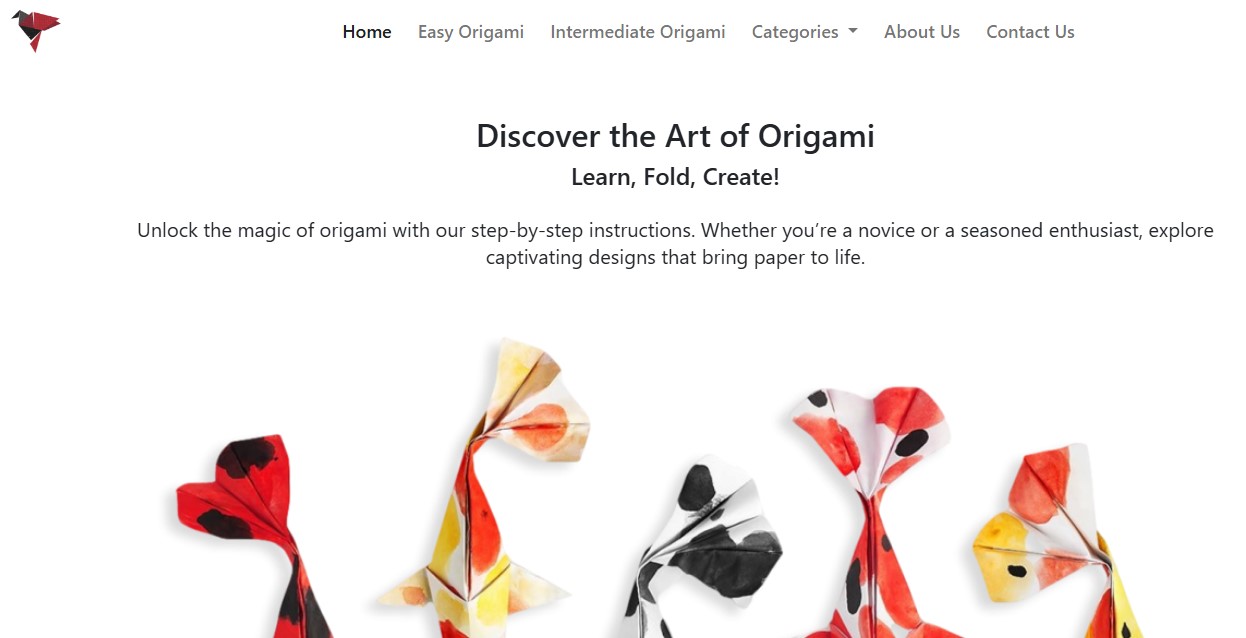 Home Easy Origami Intermediate Origami Categories About Us Contact Us
Discover the Art of Origami
Learn, Fold, Create!
Unlock the magic of origami with our step-by-step instructions. Whether you’re a novice or a seasoned enthusiast, explore
captivating designs that bring paper to life.